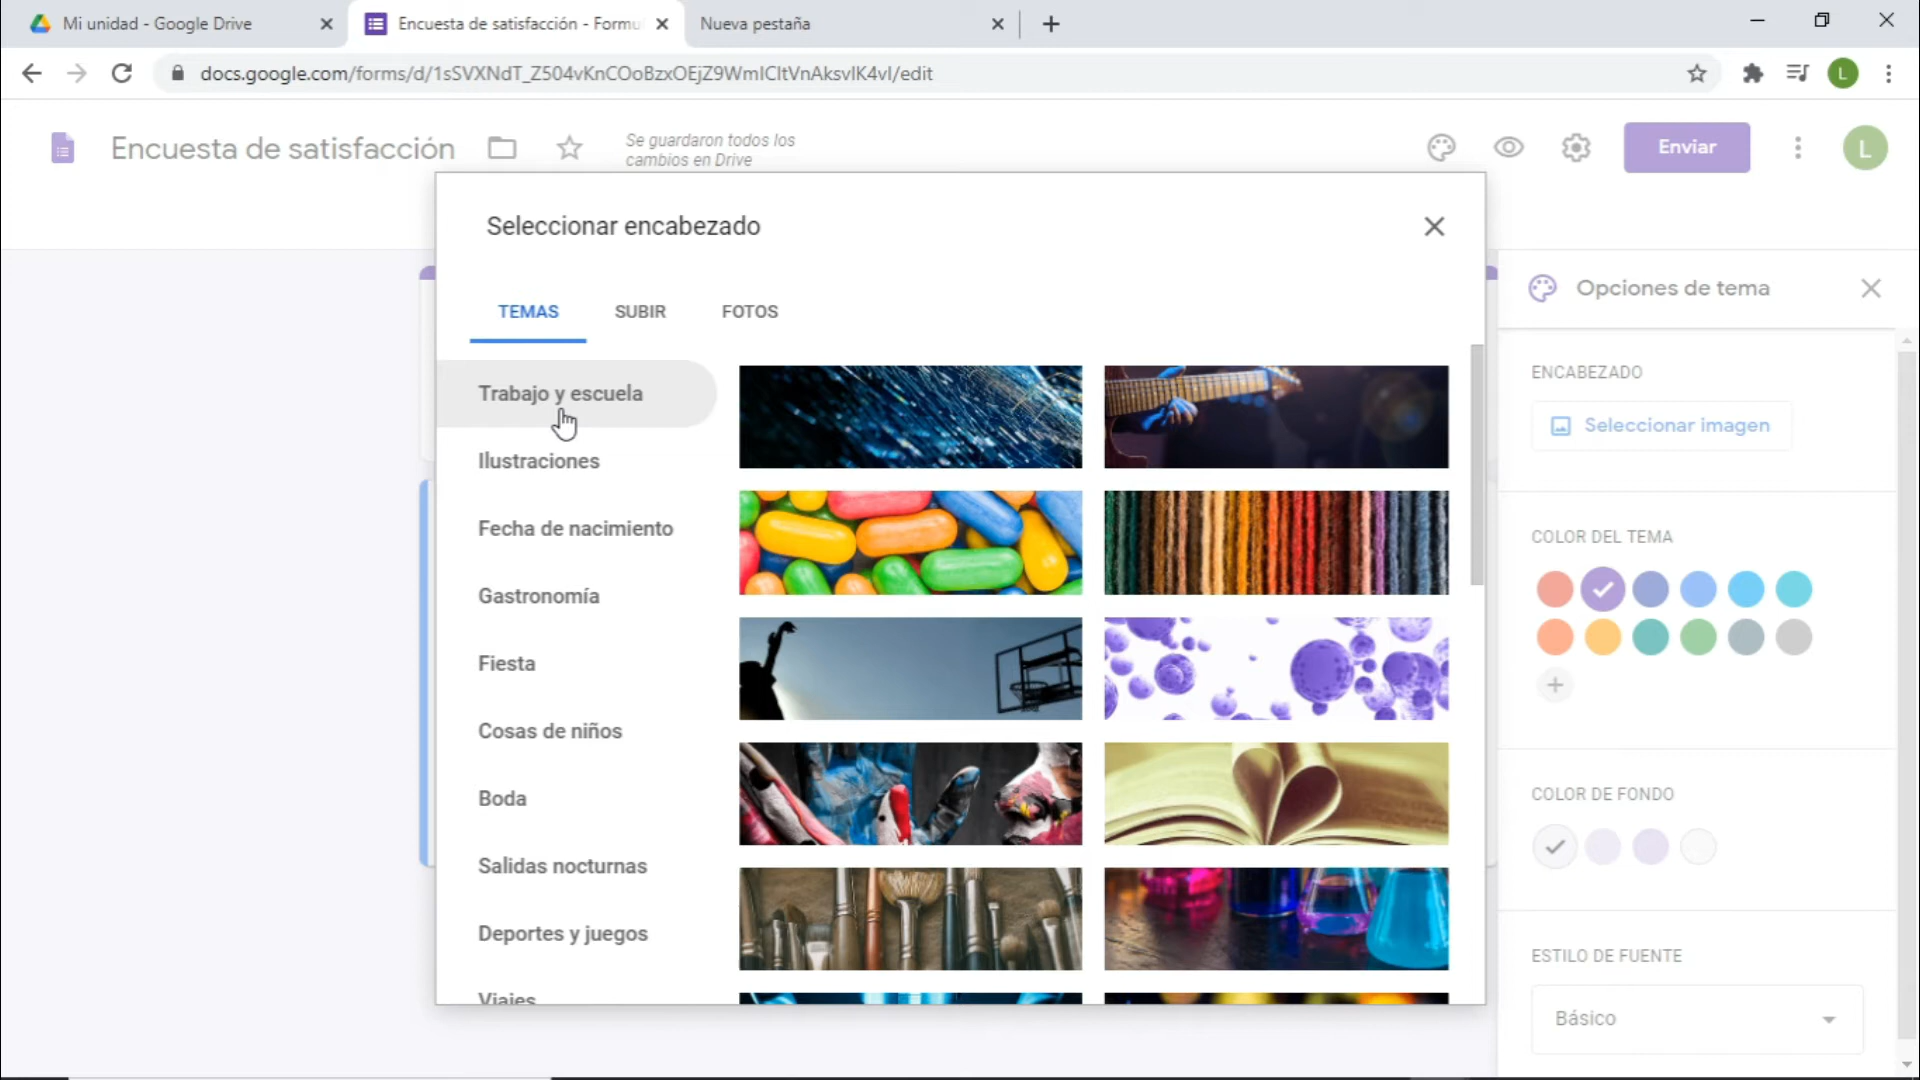 Mi unidad - Google Drive
Encuesta de satisfacción - Formu
Nueva pestaña
docs.google.com/forms/d/1sSVXNdT_Z504vKnCOoBzxOEjZ9WmICItVnAksvIK4vI/edit
L
Encuesta de satisfacción
Se guardaron todos los
cambios en Drive
Enviar
L
Seleccionar encabezado
TEMAS
SUBIR
FOTOS
Trabajo y escuela
Ilustraciones
Fecha de nacimiento
Gastronomía
Fiesta
Cosas de niños
Boda
Salidas nocturnas
Deportes y juegos
Viajes
Opciones de tema
ENCABEZADO
Seleccionar imagen
COLOR DEL TEMA
COLOR DE FONDO
ESTILO DE FUENTE
Básico